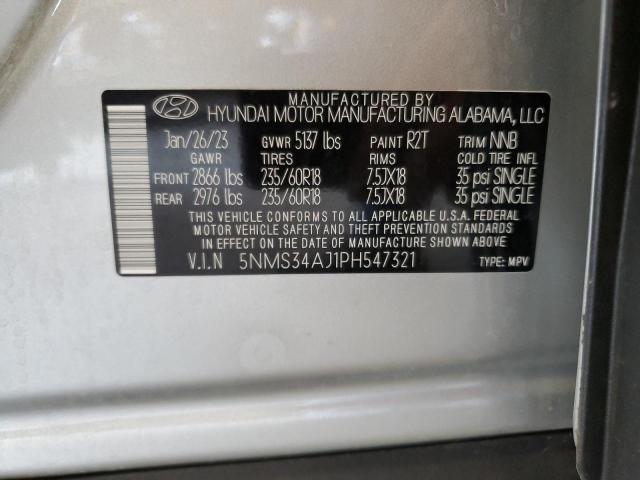 MANUFACTURED BY
HYUNDAI MOTOR MANUFACTURING ALABAMA, LLC
Jan/26/23 GVWR 5137 lbs PAINT R2T TRIM NNB
GAWR TIRES RIMS COLD TIRE INFL
FRONT 2866 lbs 235/60R18 7.5JX18 35 psi SINGLE
REAR 2976 lbs 235/60R18 7.5JX18 35 psi SINGLE
THIS VEHICLE CONFORMS TO ALL APPLICABLE U.S.A. FEDERAL
MOTOR VEHICLE SAFETY AND THEFT PREVENTION STANDARDS
IN EFFECT ON THE DATE OF MANUFACTURE SHOWN ABOVE.
V.I.N 5NMS34AJ1PH547321 TYPE: MPV